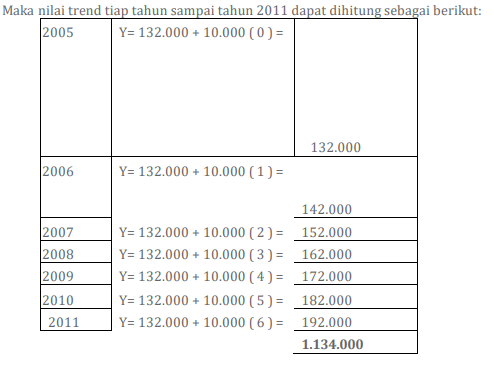 Maka nilai trend tiap tahun sampai tahun 2011 dapat dihitung sebagai berikut:
2005 Y= 132.000 + 10.000 ( 0 ) =
132.000
2006 Y= 132.000 + 10.000 ( 1 ) =
142.000
2007 Y= 132.000 + 10.000 ( 2 ) = 152.000
2008 Y= 132.000 + 10.000 ( 3 ) = 162.000
2009 Y= 132.000 + 10.000 ( 4 ) = 172.000
2010 Y= 132.000 + 10.000 ( 5 ) = 182.000
2011 Y= 132.000 + 10.000 ( 6 ) = 192.000
1.134.000